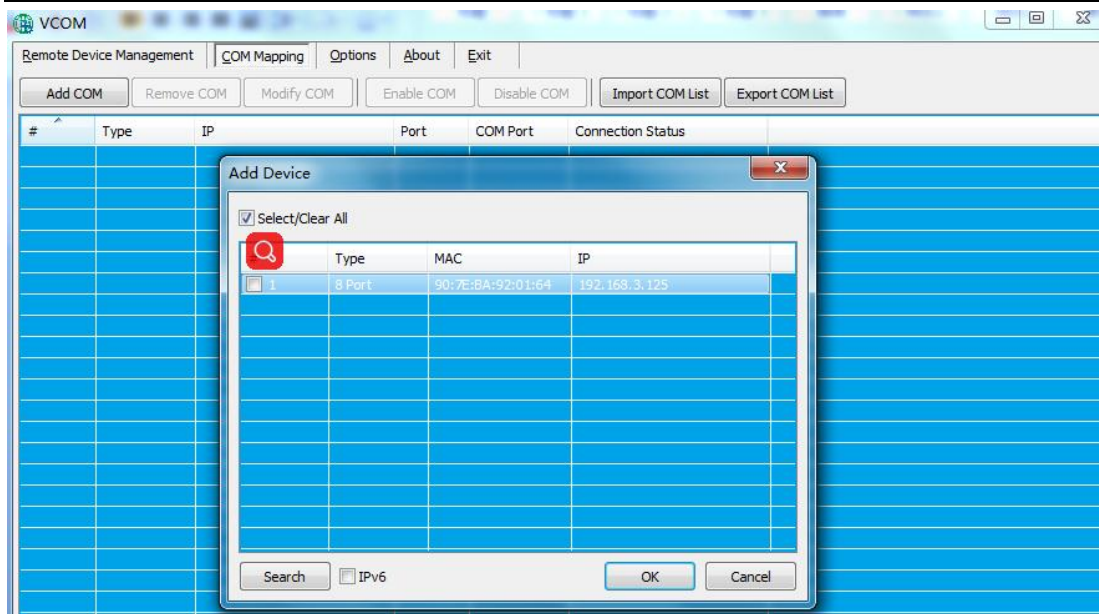 VCOM
Remote Device Management COM Mapping Options About Exit
Add COM Remove COM Modify COM Enable COM Disable COM Import COM List Export COM List
# Type IP Port COM Port Connection Status
Add Device
Select/Clear All
Type MAC IP
1 8 Port 90:7E:BA:92:01:64 192.168.3.125
Search IPv6 OK Cancel